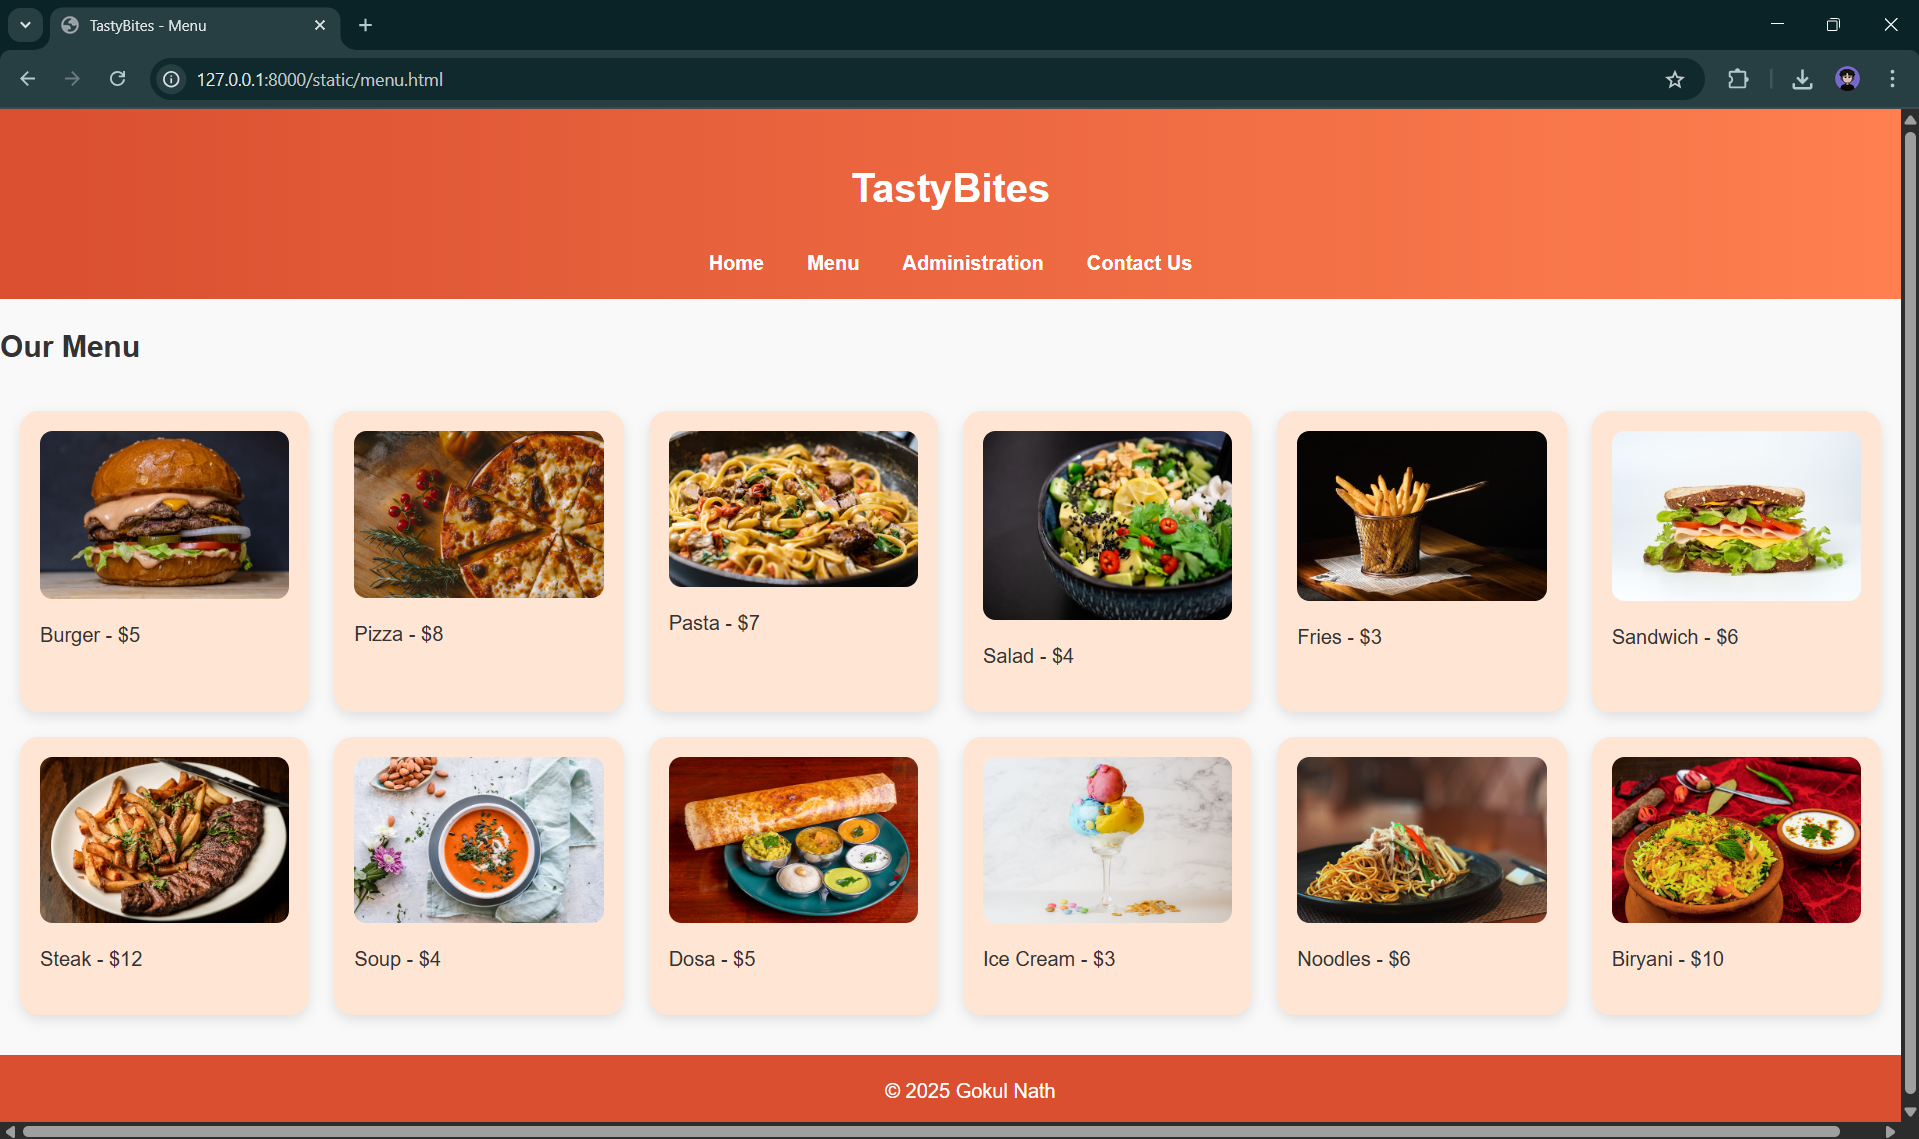 TastyBites - Menu
127.0.0.1:8000/static/menu.html
TastyBites
Home Menu Administration Contact Us
Our Menu
Burger - $5
Pizza - $8
Pasta - $7
Salad - $4
Fries - $3
Sandwich - $6
Steak - $12
Soup - $4
Dosa - $5
Ice Cream - $3
Noodles - $6
Biryani - $10
© 2025 Gokul Nath